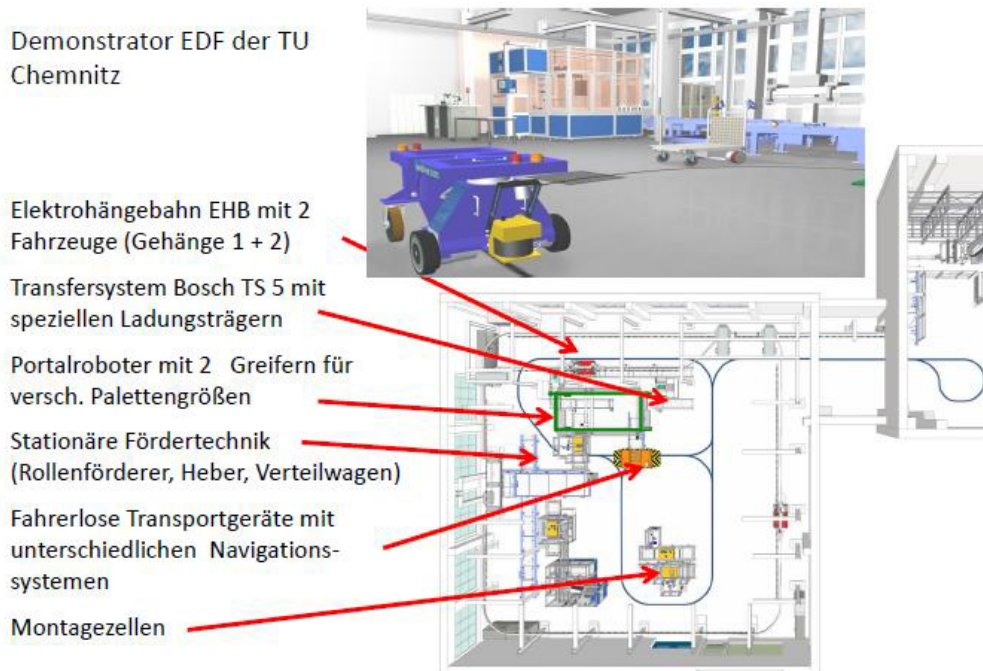 Demonstrator EDF der TU
Chemnitz
Elektrohängebahn EHB mit 2
Fahrzeuge (Gehänge 1 + 2)
Transfersystem Bosch TS 5 mit
speziellen Ladungsträgern
Portalroboter mit 2 Greifern für
versch. Palettengrößen
Stationäre Fördertechnik
(Rollenförderer, Heber, Verteilwagen)
Fahrerlose Transportgeräte mit
unterschiedlichen Navigations-
systemen
Montagezellen